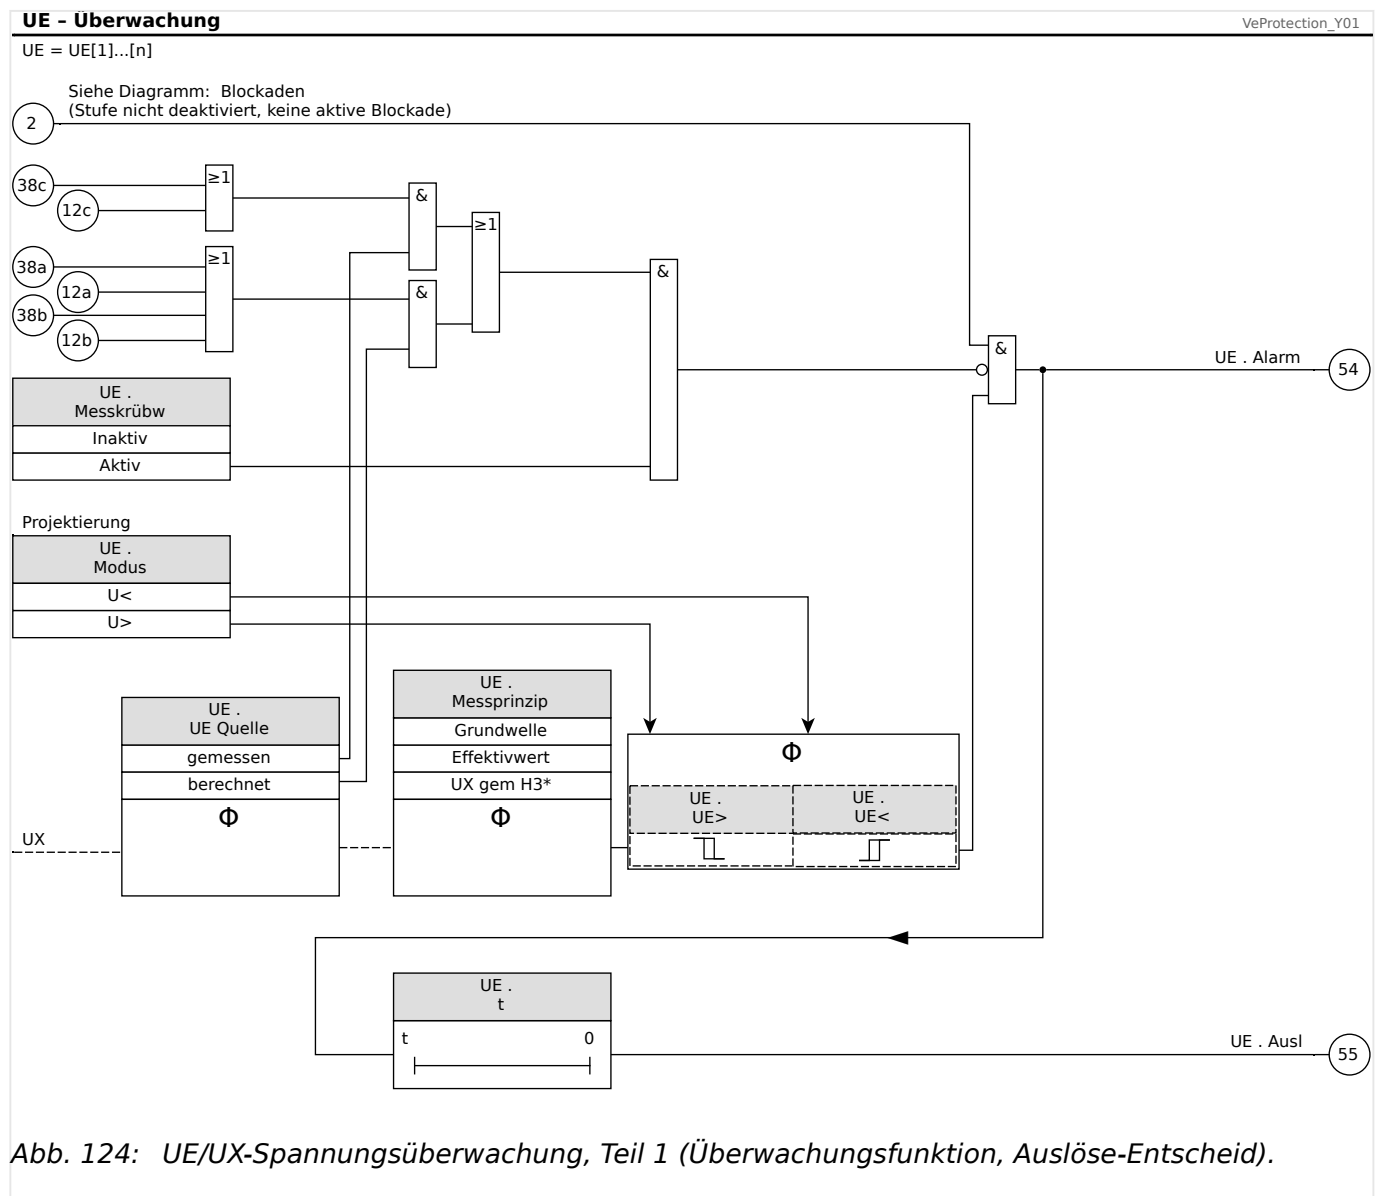 UE – Überwachung
VeProtection_Y01
UE = UE[1]...[n]
Siehe Diagramm: Blockaden
(Stufe nicht deaktiviert, keine aktive Blockade)
2
38c
12c
≥1
&
≥1
38a
12a
38b
12b
≥1
&
&
&
UE . Alarm
54
UE .
Messkrübw
Inaktiv
Aktiv
Projektierung
UE .
Modus
U<
U>
UE .
UE Quelle
gemessen
berechnet
Φ
UX
UE .
Messprinzip
Grundwelle
Effektivwert
UX gem H3*
Φ
Φ
UE .
UE>
UE .
UE<
UE .
t
t
0
UE . Ausl
55
Abb. 124: UE/UX-Spannungsüberwachung, Teil 1 (Überwachungsfunktion, Auslöse-Entscheid).